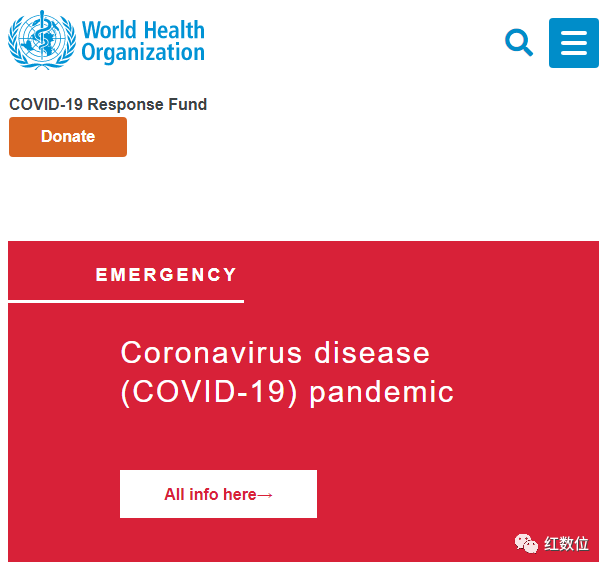 World Health
Organization
COVID-19 Response Fund
Donate
EMERGENCY
Coronavirus disease
(COVID-19) pandemic
All info here→
红数位